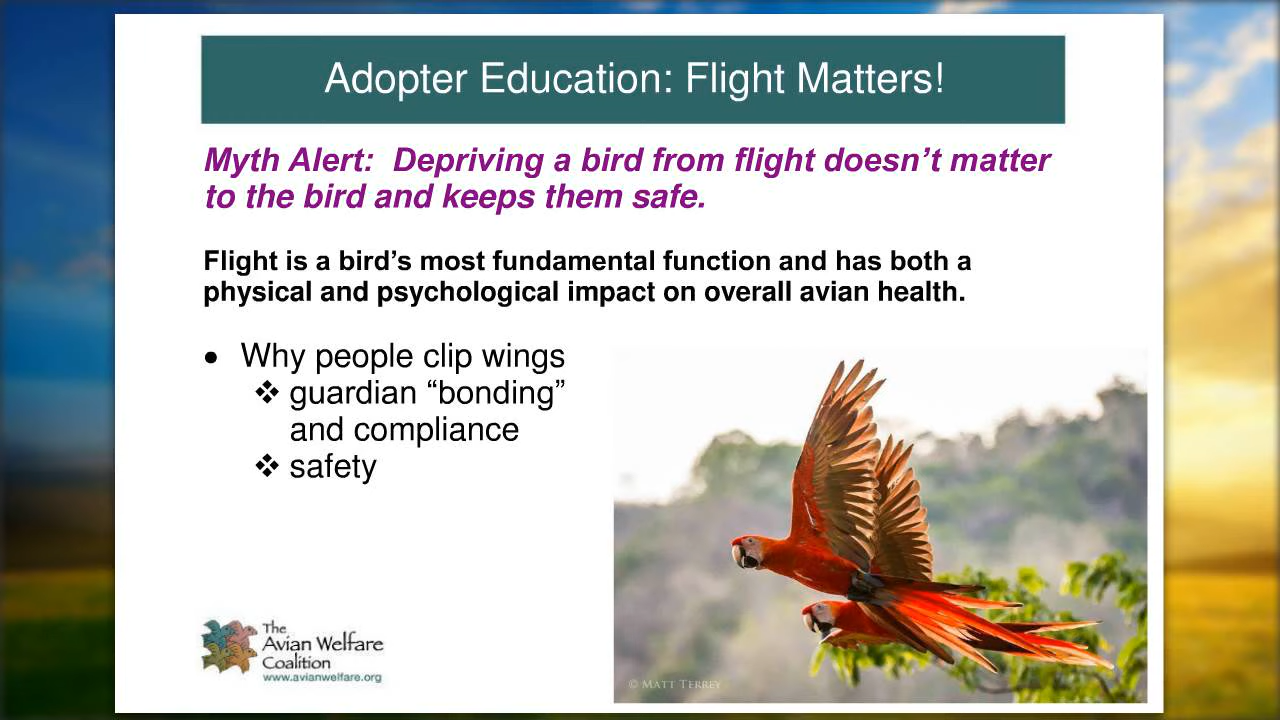 Adopter Education: Flight Matters!
Myth Alert:  Depriving a bird from flight doesn’t matter
to the bird and keeps them safe.
Flight is a bird’s most fundamental function and has both a
physical and psychological impact on overall avian health.
• Why people clip wings
❖ guardian “bonding”
and compliance
❖ safety
The
Avian Welfare
Coalition
www.avianwelfare.org
© MATT TERREY